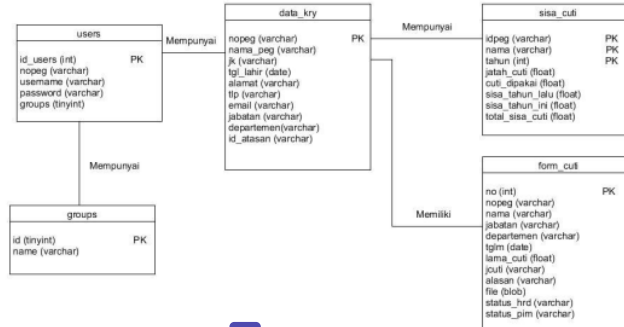 users
id_users (int) PK
nopeg (varchar)
username (varchar)
password (varchar)
groups (tinyint)
Mempunyai
data_kry
nopeg (varchar) PK
nama_peg (varchar)
jk (varchar)
tgl_lahir (date)
alamat (varchar)
tlp (varchar)
email (varchar)
jabatan (varchar)
departemen(varchar)
id_atasan (varchar)
Mempunyai
sisa_cuti
idpeg (varchar) PK
nama (varchar) PK
tahun (int) PK
jatah_cuti (float)
cuti_dipakai (float)
sisa_tahun_lalu (float)
sisa_tahun_ini (float)
total_sisa_cuti (float)
Mempunyai
groups
id (tinyint) PK
name (varchar)
Memiliki
form_cuti
no (int) PK
nopeg (varchar)
nama (varchar)
jabatan (varchar)
departemen (varchar)
tglm (date)
lama_cuti (float)
jcuti (varchar)
alasan (varchar)
file (blob)
status_hrd (varchar)
status_pim (varchar)